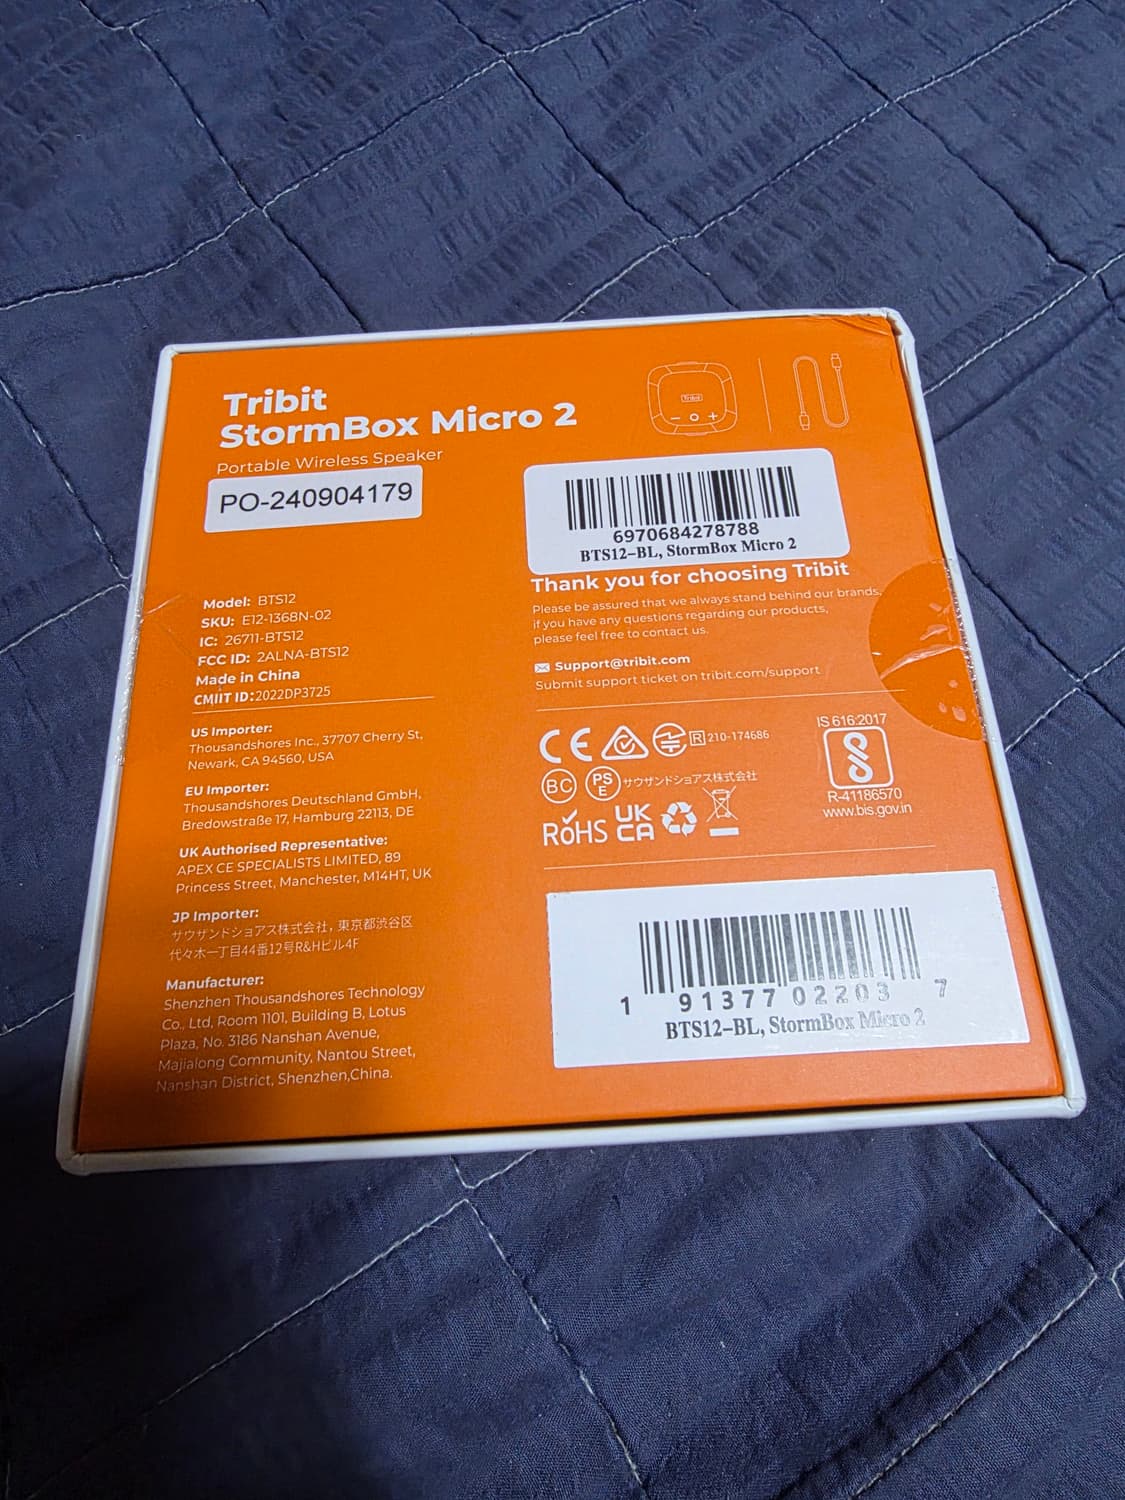 Tribit
StormBox Micro 2
Portable Wireless Speaker
PO-240904179
Model: BTS12
SKU: E12-1368N-02
IC: 26711-BTS12
FCC ID: 2ALNA-BTS12
Made in China
CMIIT ID:2022DP3725
US Importer:
Thousandshores Inc., 37707 Cherry St,
Newark, CA 94560, USA
EU Importer:
Thousandshores Deutschland GmbH,
Bredowstraße 17, Hamburg 22113, DE
UK Authorised Representative:
APEX CE SPECIALISTS LIMITED, 89
Princess Street, Manchester, M14HT, UK
JP Importer:
サウザンドショアス株式会社, 東京都渋谷区
代々木一丁目44番12号R&Hビル4F
Manufacturer:
Shenzhen Thousandshores Technology
Co., Ltd, Room 1101, Building B, Lotus
Plaza, No. 3186 Nanshan Avenue,
Majialong Community, Nantou Street,
Nanshan District, Shenzhen,China.
Tribit
6970684278788
BTS12-BL, StormBox Micro 2
Thank you for choosing Tribit
Please be assured that we always stand behind our brands,
if you have any questions regarding our products,
please feel free to contact us.
Support@tribit.com
Submit support ticket on tribit.com/support
CE R 210-174686
BC PSE サウザンドショアス株式会社
RoHS UKCA
IS 616:2017
R-41186570
www.bis.gov.in
1 91377 02203 7
BTS12-BL, StormBox Micro 2